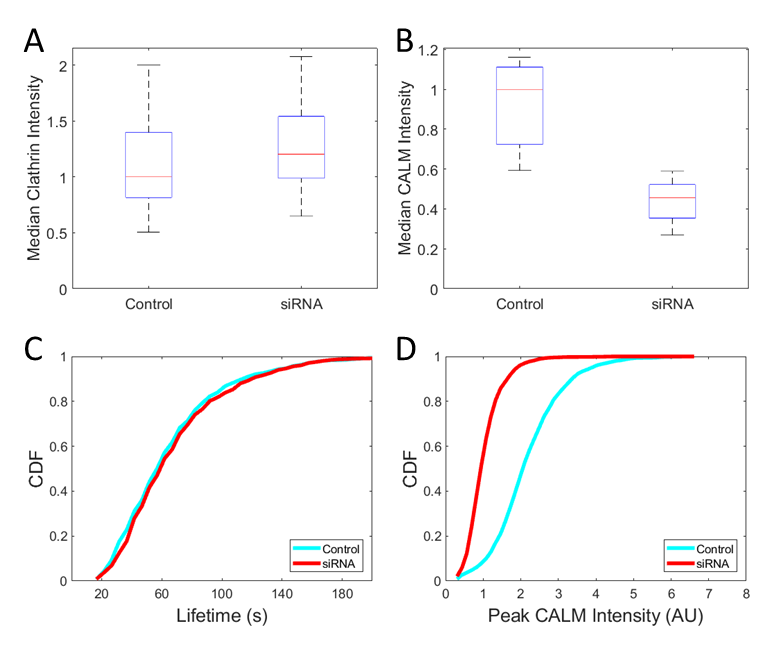 A
Median Clathrin Intensity
2
1.5
1
0.5
0
Control siRNA
B
Median CALM Intensity
1.2
1
0.8
0.6
0.4
0.2
0
Control siRNA
C
CDF
1
0.8
0.6
0.4
0.2
0
20 60 100 140 180
Lifetime (s)
Control
siRNA
D
CDF
1
0.8
0.6
0.4
0.2
0
0 1 2 3 4 5 6 7 8
Peak CALM Intensity (AU)
Control
siRNA